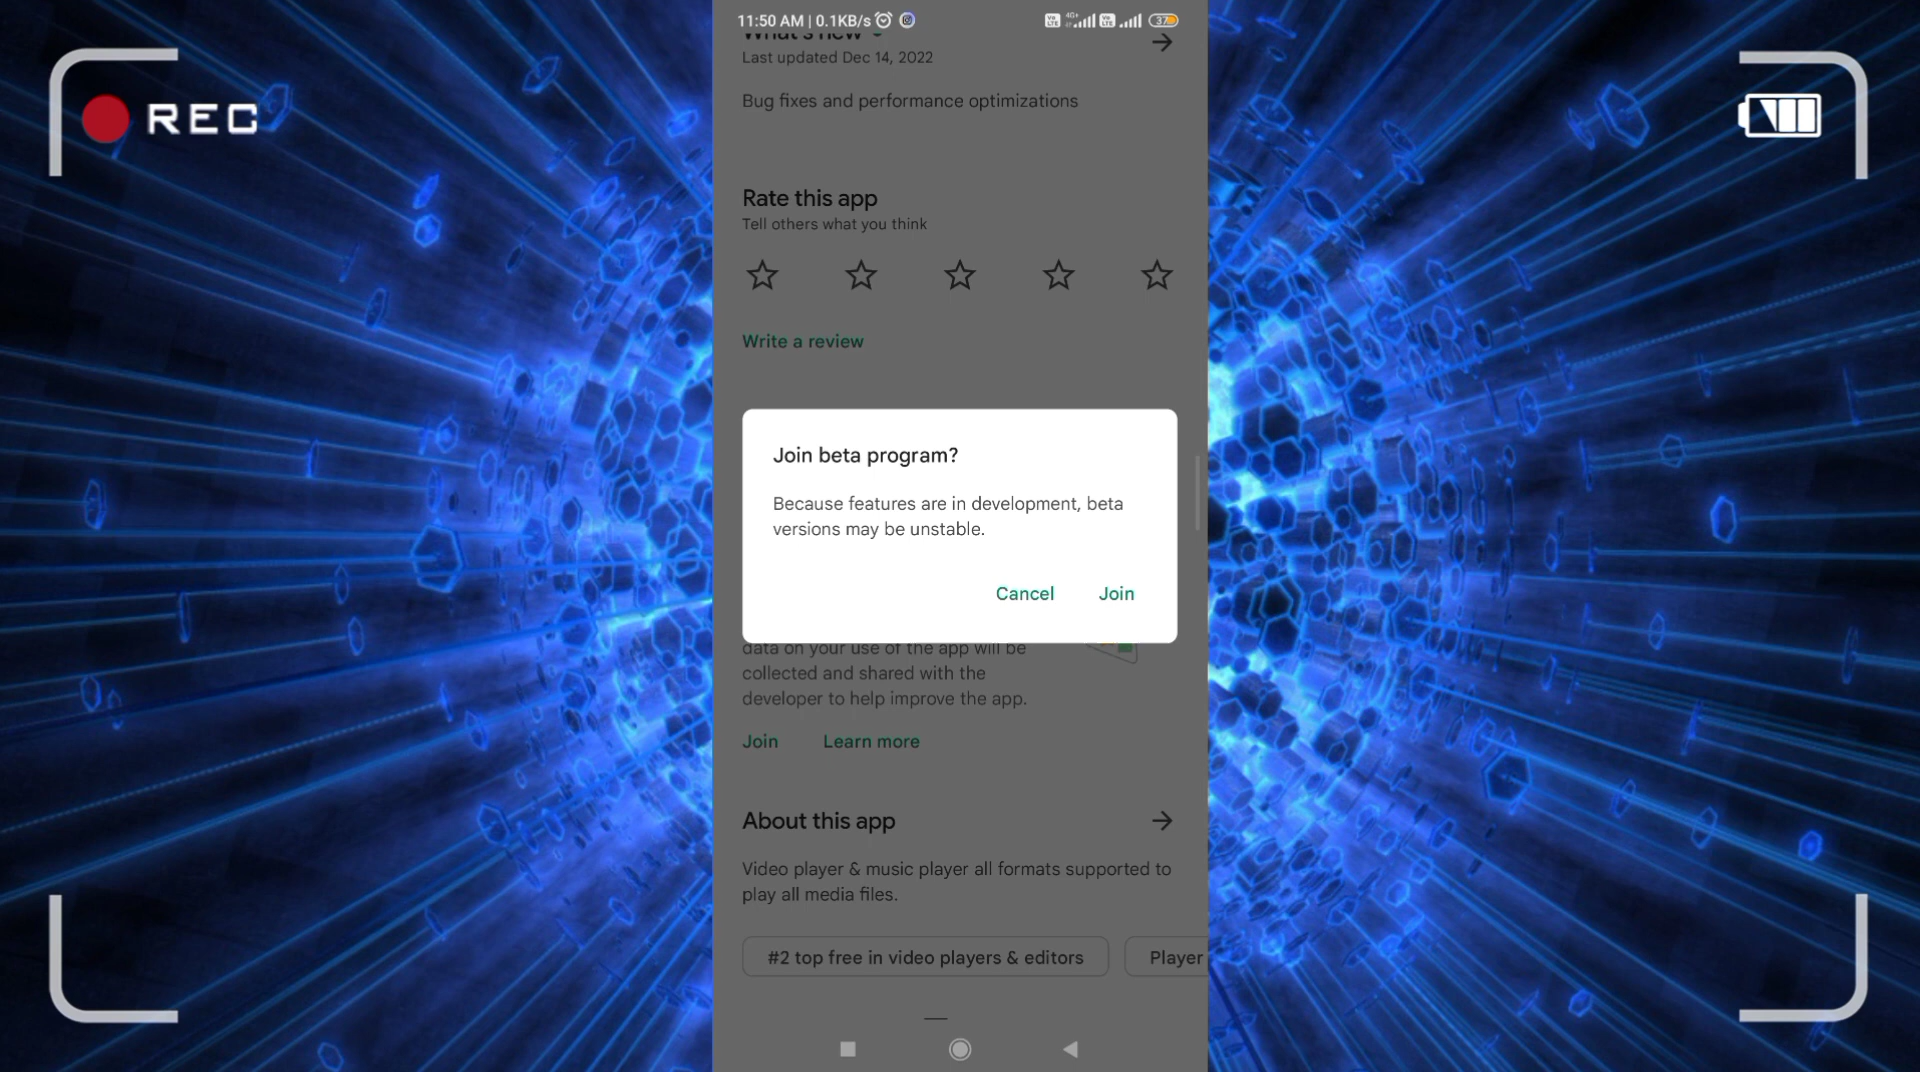 11:50 AM | 0.1KB/s
37
REC
What's new
Last updated Dec 14, 2022
Bug fixes and performance optimizations
Rate this app
Tell others what you think
Write a review
Join beta program?
Because features are in development, beta
versions may be unstable.
Cancel Join
data on your use of the app will be
collected and shared with the
developer to help improve the app.
Join Learn more
About this app
Video player & music player all formats supported to
play all media files.
#2 top free in video players & editors Player